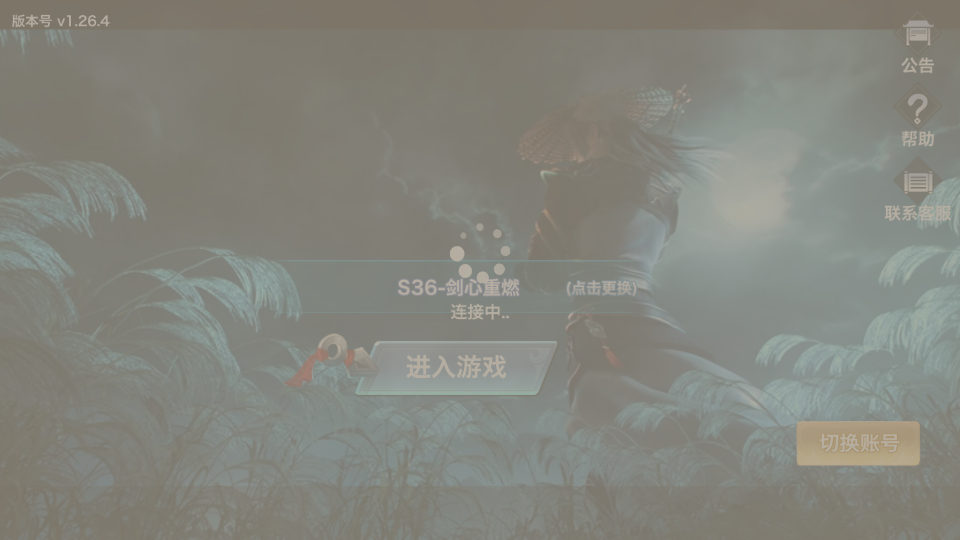 版本号 v1.26.4
公告
帮助
联系客服
S36-剑心重燃 (点击更换)
连接中..
进入游戏
切换账号